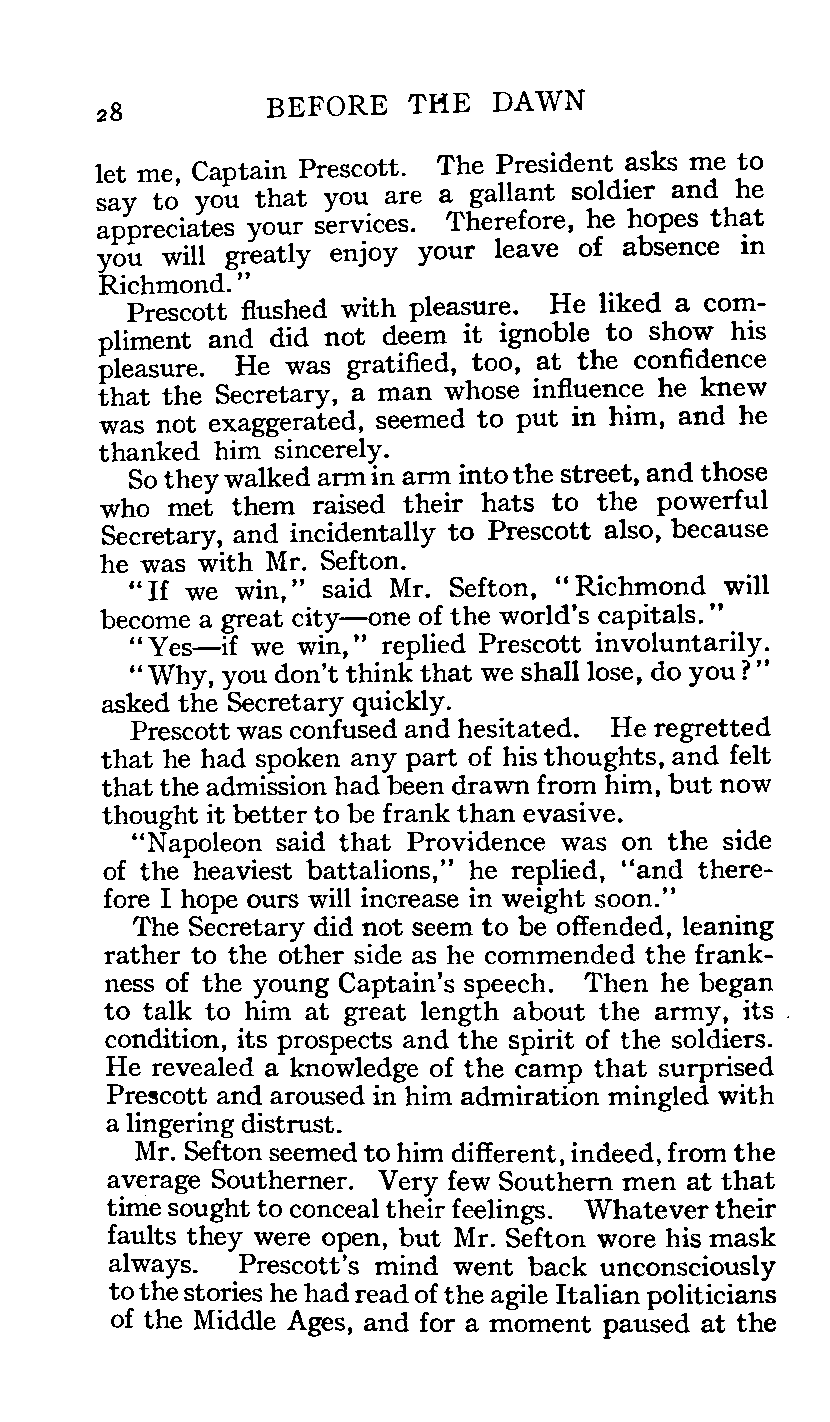 28 BEFORE THE DAWN
let me, Captain Prescott. The President asks me to
say to you that you are a gallant soldier and he
appreciates your services. Therefore, he hopes that
you will greatly enjoy your leave of absence in
Richmond."
Prescott flushed with pleasure. He liked a com-
pliment and did not deem it ignoble to show his
pleasure. He was gratified, too, at the confidence
that the Secretary, a man whose influence he knew
was not exaggerated, seemed to put in him, and he
thanked him sincerely.
So they walked arm in arm into the street, and those
who met them raised their hats to the powerful
Secretary, and incidentally to Prescott also, because
he was with Mr. Sefton.
"If we win," said Mr. Sefton, "Richmond will
become a great city—one of the world's capitals."
"Yes—if we win," replied Prescott involuntarily.
"Why, you don't think that we shall lose, do you?"
asked the Secretary quickly.
Prescott was confused and hesitated. He regretted
that he had spoken any part of his thoughts, and felt
that the admission had been drawn from him, but now
thought it better to be frank than evasive.
"Napoleon said that Providence was on the side
of the heaviest battalions," he replied, "and there-
fore I hope ours will increase in weight soon."
The Secretary did not seem to be offended, leaning
rather to the other side as he commended the frank-
ness of the young Captain's speech. Then he began
to talk to him at great length about the army, its
condition, its prospects and the spirit of the soldiers.
He revealed a knowledge of the camp that surprised
Prescott and aroused in him admiration mingled with
a lingering distrust.
Mr. Sefton seemed to him different, indeed, from the
average Southerner. Very few Southern men at that
time sought to conceal their feelings. Whatever their
faults they were open, but Mr. Sefton wore his mask
always. Prescott's mind went back unconsciously
to the stories he had read of the agile Italian politicians
of the Middle Ages, and for a moment paused at the